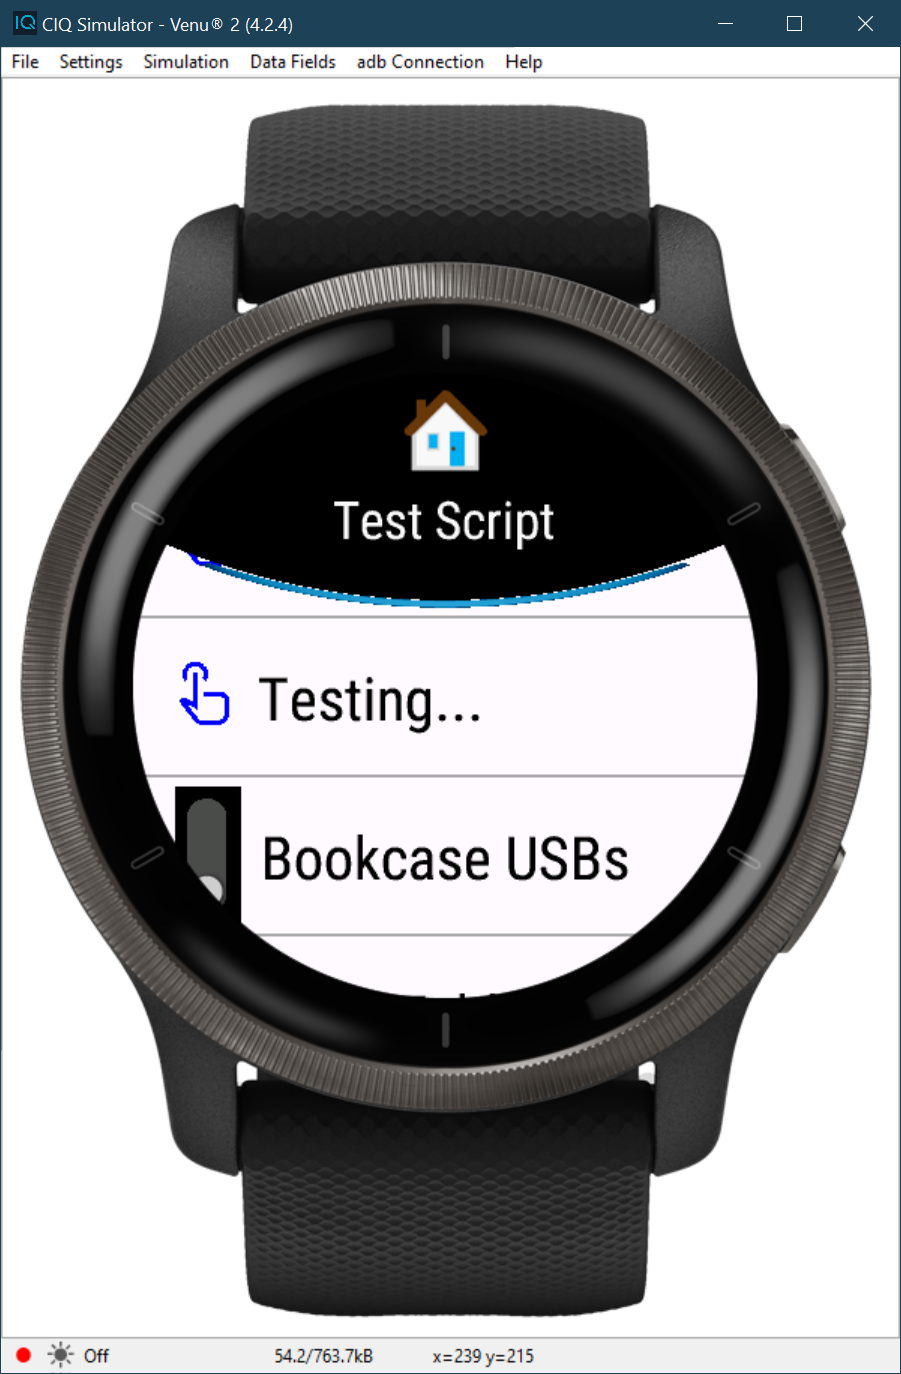 IQ CIQ Simulator - Venu® 2 (4.2.4)
File Settings Simulation Data Fields adb Connection Help
Test Script
Testing...
Bookcase USBs
Off 54.2/763.7kB x=239 y=215